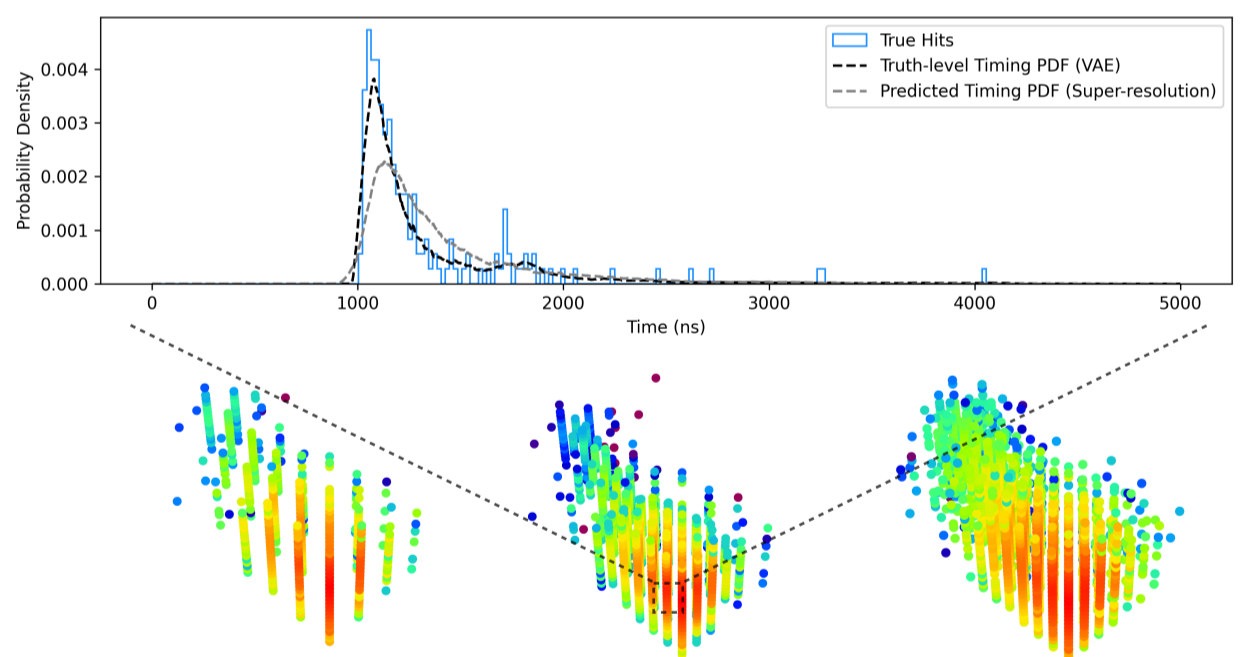 True Hits
Truth-level Timing PDF (VAE)
Predicted Timing PDF (Super-resolution)
Probability Density
0.004
0.003
0.002
0.001
0.000
0 1000 2000 3000 4000 5000
Time (ns)